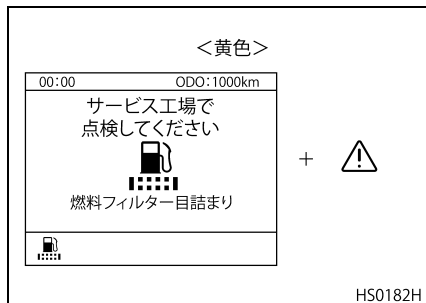 ＜黄色＞
00:00 ODO:1000km
サービス工場で
点検してください
燃料フィルター目詰まり
+
HS0182H